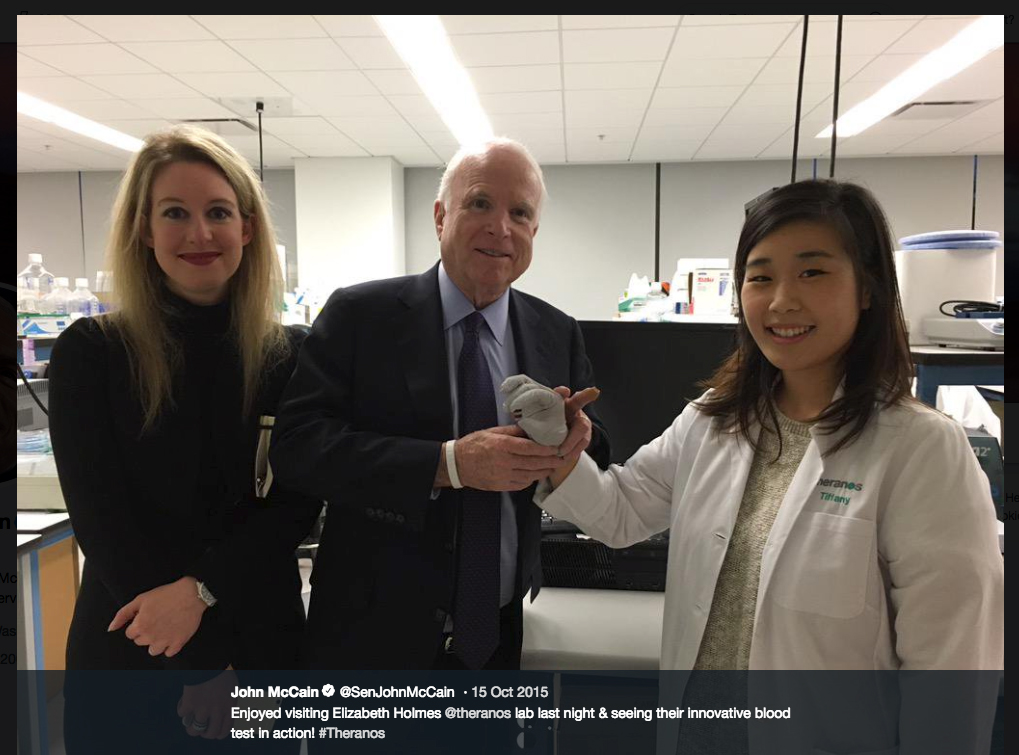 heranos
Tiffany
John McCain @SenJohnMcCain · 15 Oct 2015
Enjoyed visiting Elizabeth Holmes @theranos lab last night & seeing their innovative blood
test in action! #Theranos